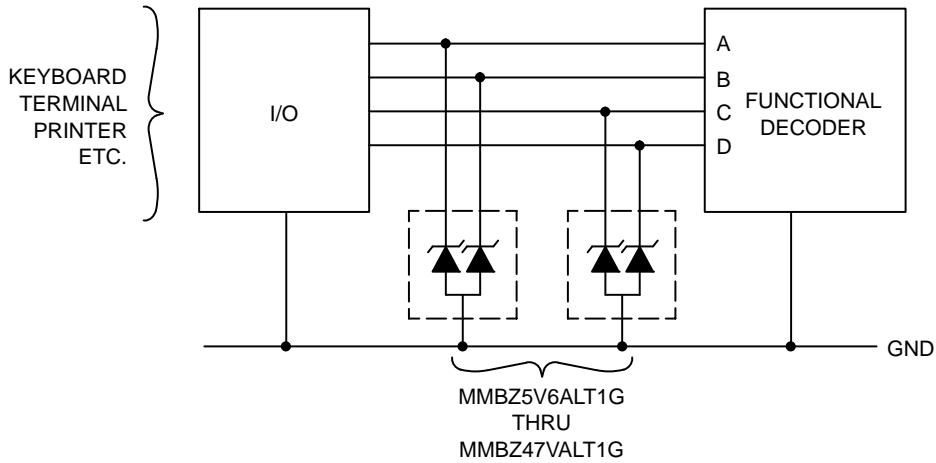 KEYBOARD
TERMINAL
PRINTER
ETC.
I/O
A
B
C
D
FUNCTIONAL
DECODER
GND
MMBZ5V6ALT1G
THRU
MMBZ47VALT1G